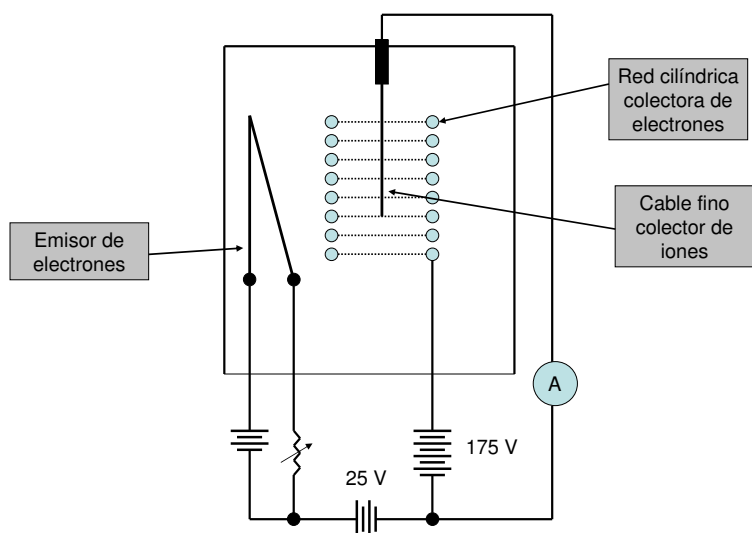 Red cilíndrica
colectora de
electrones
Cable fino
colector de
iones
Emisor de
electrones
A
175 V
25 V